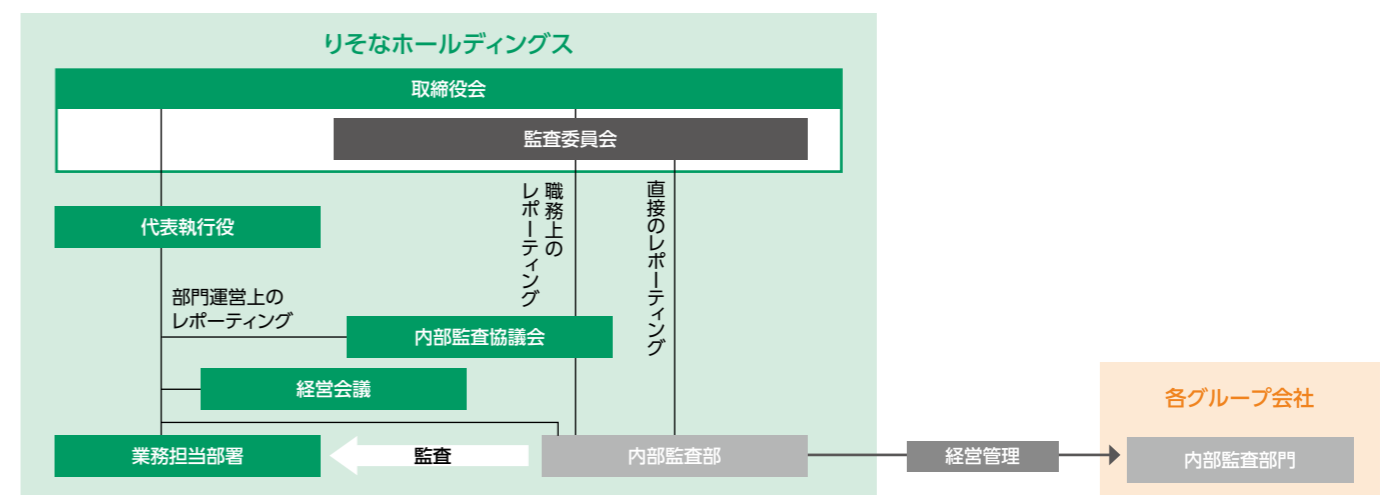 りそなホールディングス
取締役会
監査委員会
代表執行役
職務上の
レポーティング
直接のレポーティング
部門運営上の
レポーティング
内部監査協議会
経営会議
各グループ会社
業務担当部署
監査
内部監査部
経営管理
内部監査部門